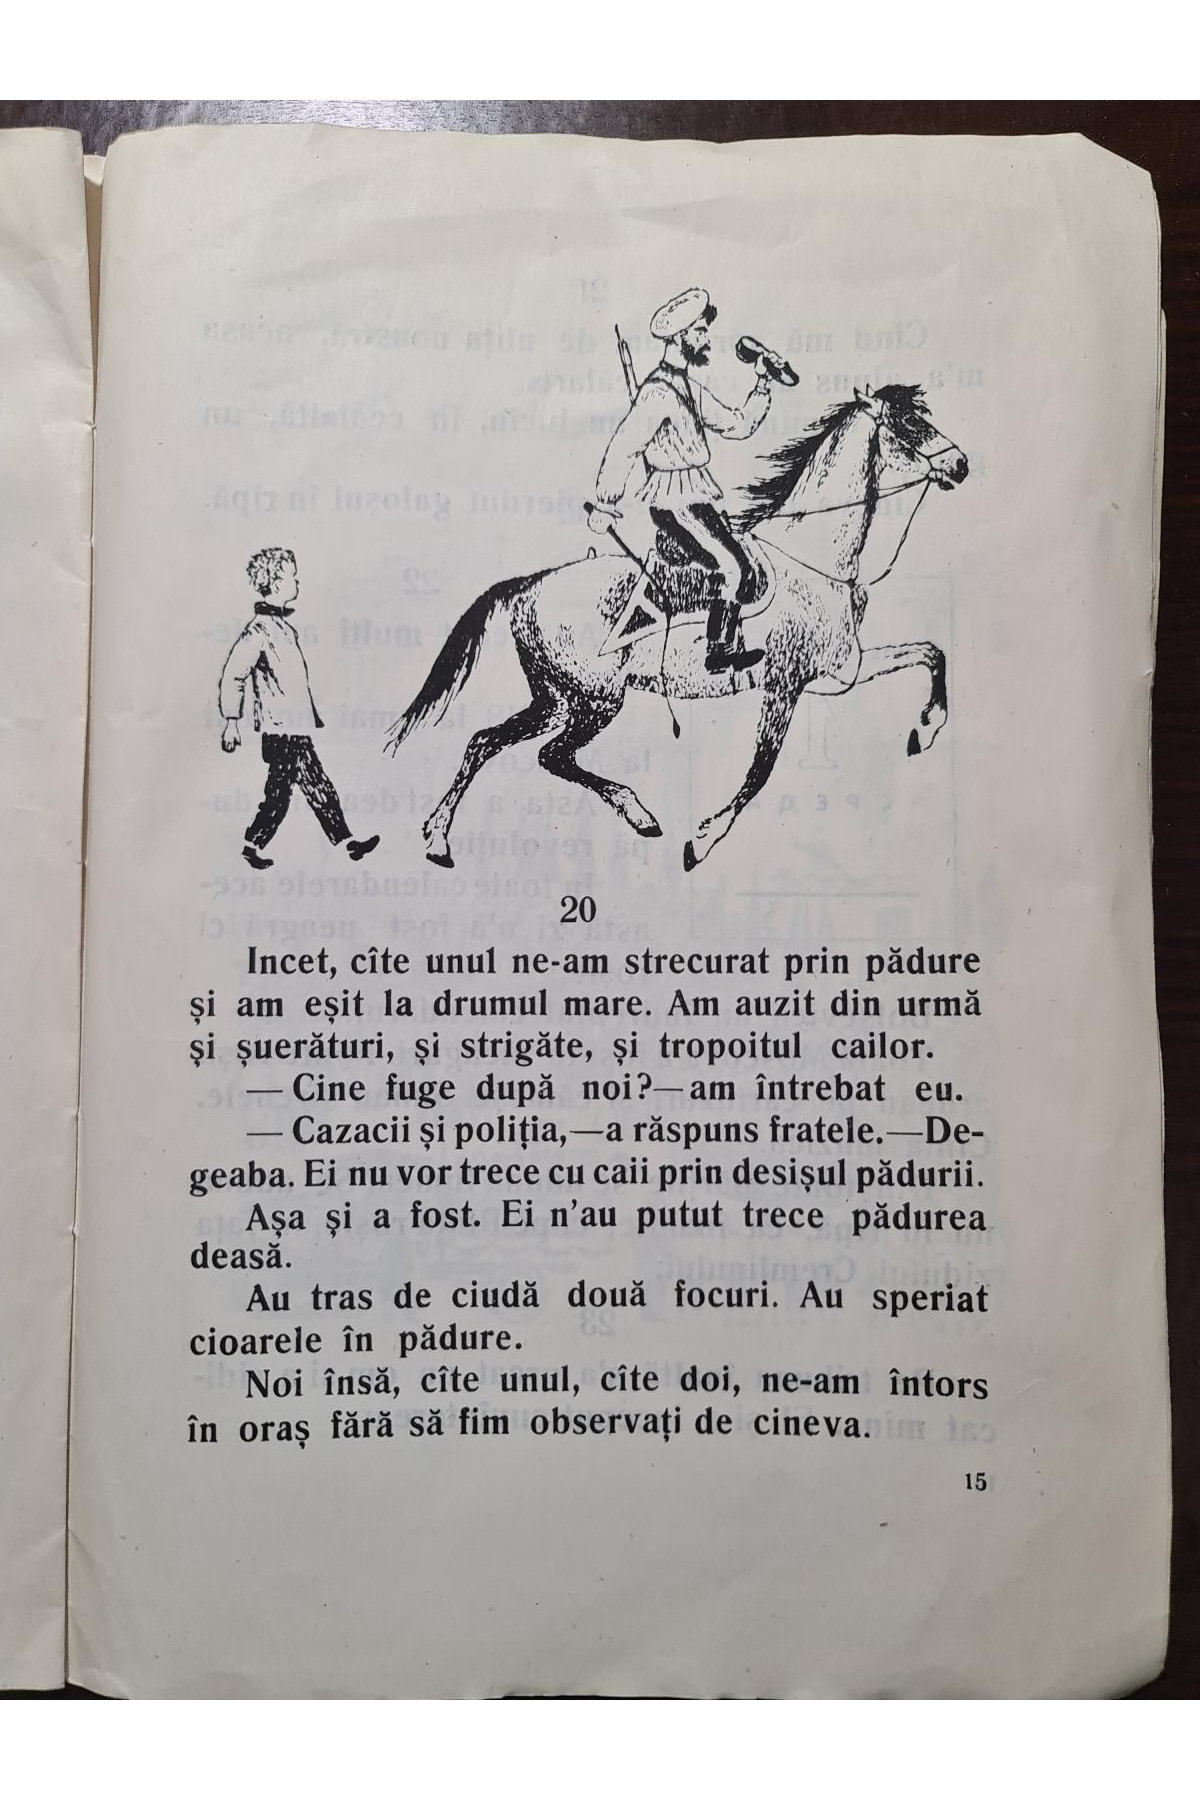 20
Incet, cîte unul ne-am strecurat prin pădure
și am eșit la drumul mare. Am auzit din urmă
și șuerături, și strigăte, și tropoitul cailor.
— Cine fuge după noi?—am întrebat eu.
— Cazacii și poliția,—a răspuns fratele.—De-
geaba. Ei nu vor trece cu caii prin desișul pădurii.
Așa și a fost. Ei n'au putut trece pădurea
deasă.
Au tras de ciudă două focuri. Au speriat
cioarele în pădure.
Noi însă, cîte unul, cîte doi, ne-am întors
în oraș fără să fim observați de cineva.
15